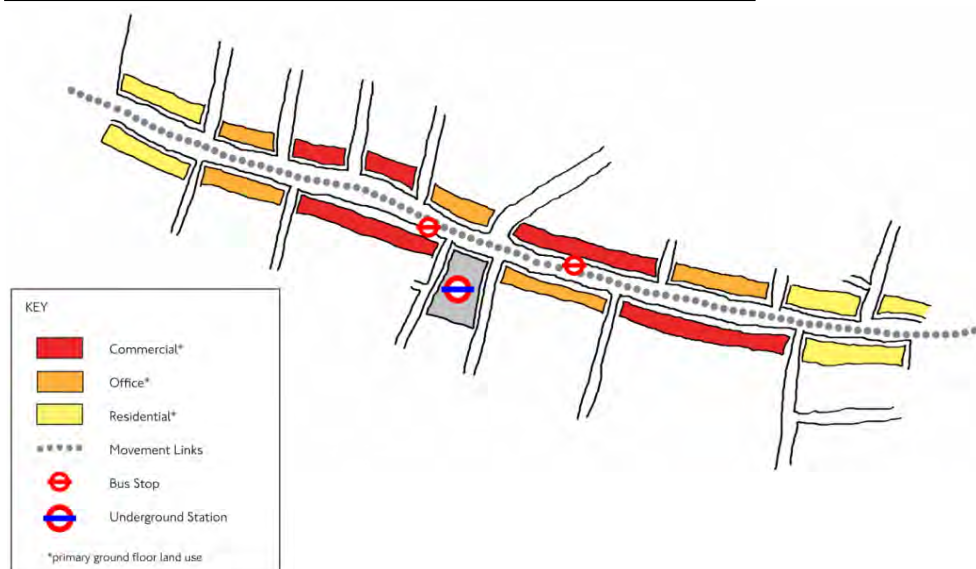 KEY
Commercial*
Office*
Residential*
Movement Links
Bus Stop
Underground Station
*primary ground floor land use